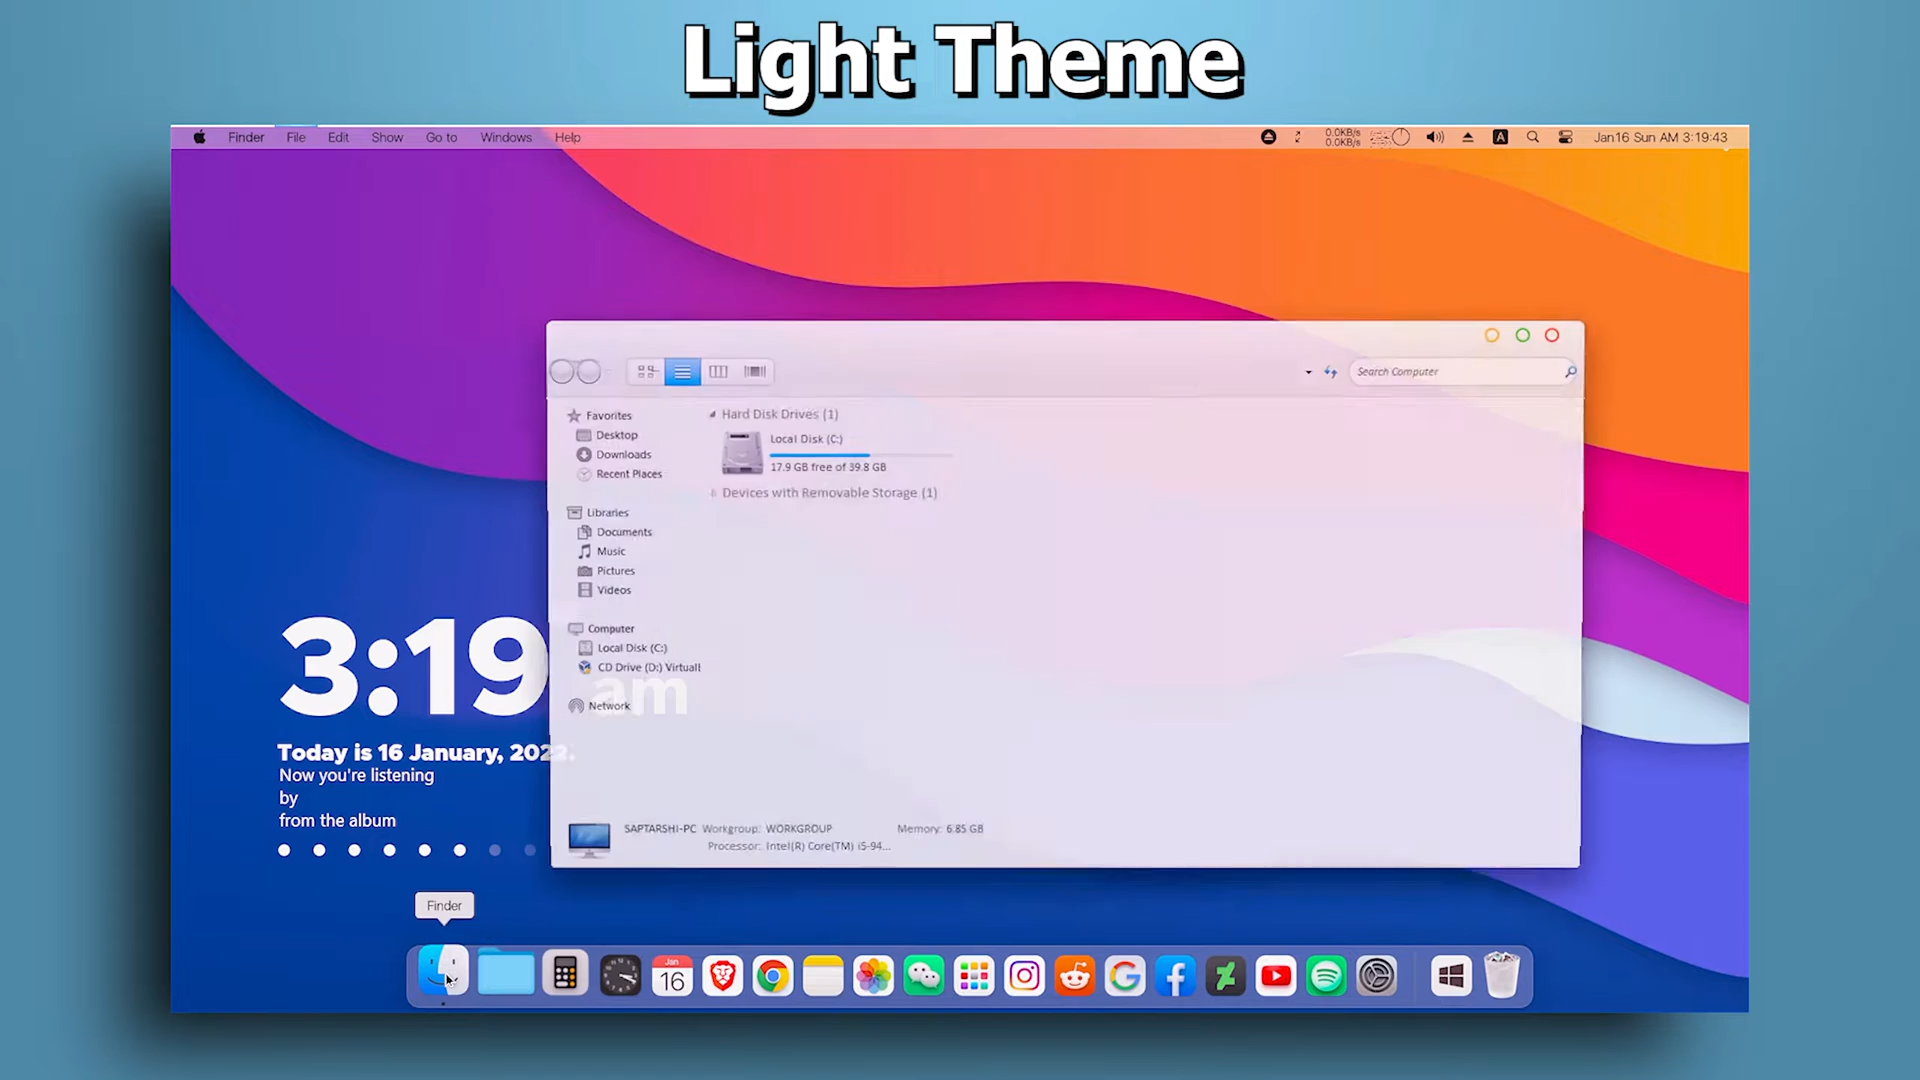 Light Theme
Finder File Edit Show Go to Windows Help
0.0KB/s
0.0KB/s
A
Jan16 Sun AM 3:19:43
Search Computer
Favorites
Desktop
Downloads
Recent Places
Libraries
Documents
Music
Pictures
Videos
Computer
Local Disk (C:)
CD Drive (D:) Virtuall
Network
Hard Disk Drives (1)
Local Disk (C:)
17.9 GB free of 39.8 GB
Devices with Removable Storage (1)
3:19 am
Today is 16 January, 2022.
Now you're listening
by
from the album
SAPTARSHI-PC Workgroup: WORKGROUP Memory: 6.85 GB
Processor: Intel(R) Core(TM) i5-94...
Finder
Jan
16